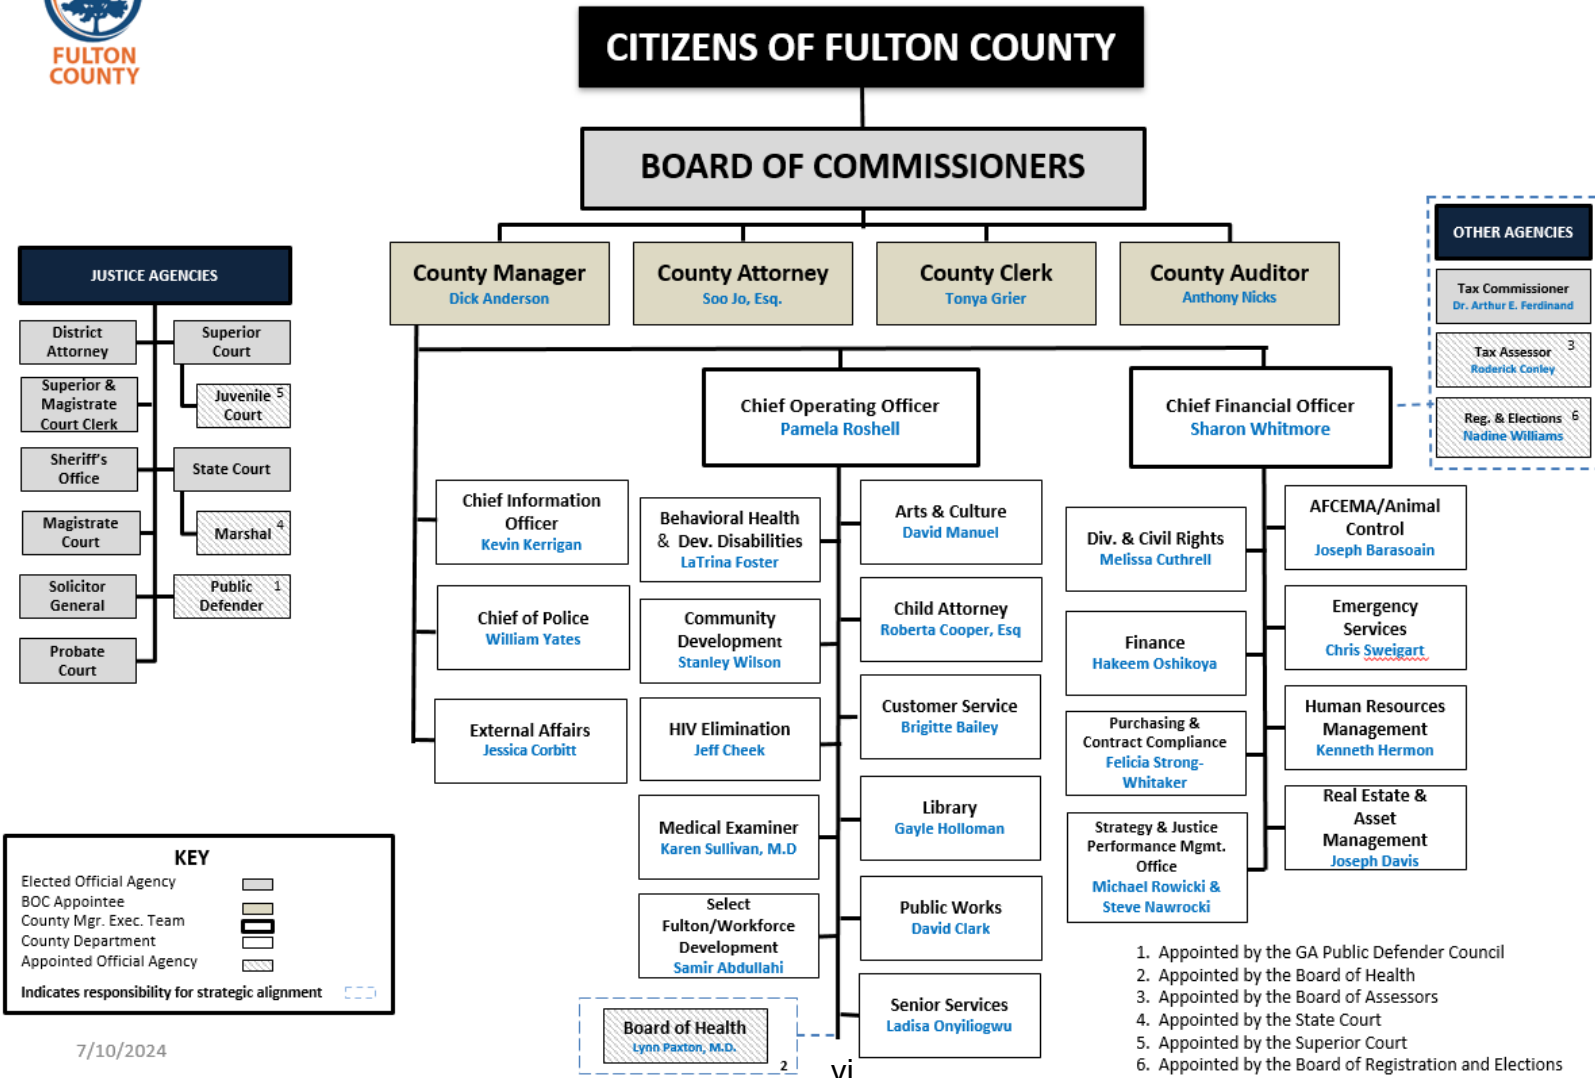 FULTON
COUNTY
CITIZENS OF FULTON COUNTY
BOARD OF COMMISSIONERS
County Manager
Dick Anderson
County Attorney
Soo Jo, Esq.
County Clerk
Tonya Grier
County Auditor
Anthony Nicks
OTHER AGENCIES
Tax Commissioner
Dr. Arthur E. Ferdinand
Tax Assessor 3
Roderick Conley
Reg. & Elections 6
Nadine Williams
JUSTICE AGENCIES
District
Attorney
Superior
Court
Superior &
Magistrate
Court Clerk
Juvenile 5
Court
Sheriff's
Office
State Court
Magistrate
Court
Marshal 4
Solicitor
General
Public 1
Defender
Probate
Court
Chief Operating Officer
Pamela Roshell
Chief Financial Officer
Sharon Whitmore
Chief Information
Officer
Kevin Kerrigan
Chief of Police
William Yates
External Affairs
Jessica Corbitt
Behavioral Health
& Dev. Disabilities
LaTrina Foster
Community
Development
Stanley Wilson
HIV Elimination
Jeff Cheek
Medical Examiner
Karen Sullivan, M.D
Select
Fulton/Workforce
Development
Samir Abdullahi
Board of Health
Lynn Paxton, M.D.
2
Arts & Culture
David Manuel
Child Attorney
Roberta Cooper, Esq
Customer Service
Brigitte Bailey
Library
Gayle Holloman
Public Works
David Clark
Senior Services
Ladisa Onyiliogwu
Div. & Civil Rights
Melissa Cuthrell
Finance
Hakeem Oshikoya
Purchasing &
Contract Compliance
Felicia Strong-
Whitaker
Strategy & Justice
Performance Mgmt.
Office
Michael Rowicki &
Steve Nawrocki
AFCEMA/Animal
Control
Joseph Barasoain
Emergency
Services
Chris Sweigart
Human Resources
Management
Kenneth Hermon
Real Estate &
Asset
Management
Joseph Davis
KEY
Elected Official Agency
BOC Appointee
County Mgr. Exec. Team
County Department
Appointed Official Agency
Indicates responsibility for strategic alignment
1. Appointed by the GA Public Defender Council
2. Appointed by the Board of Health
3. Appointed by the Board of Assessors
4. Appointed by the State Court
5. Appointed by the Superior Court
6. Appointed by the Board of Registration and Elections
7/10/2024
vi